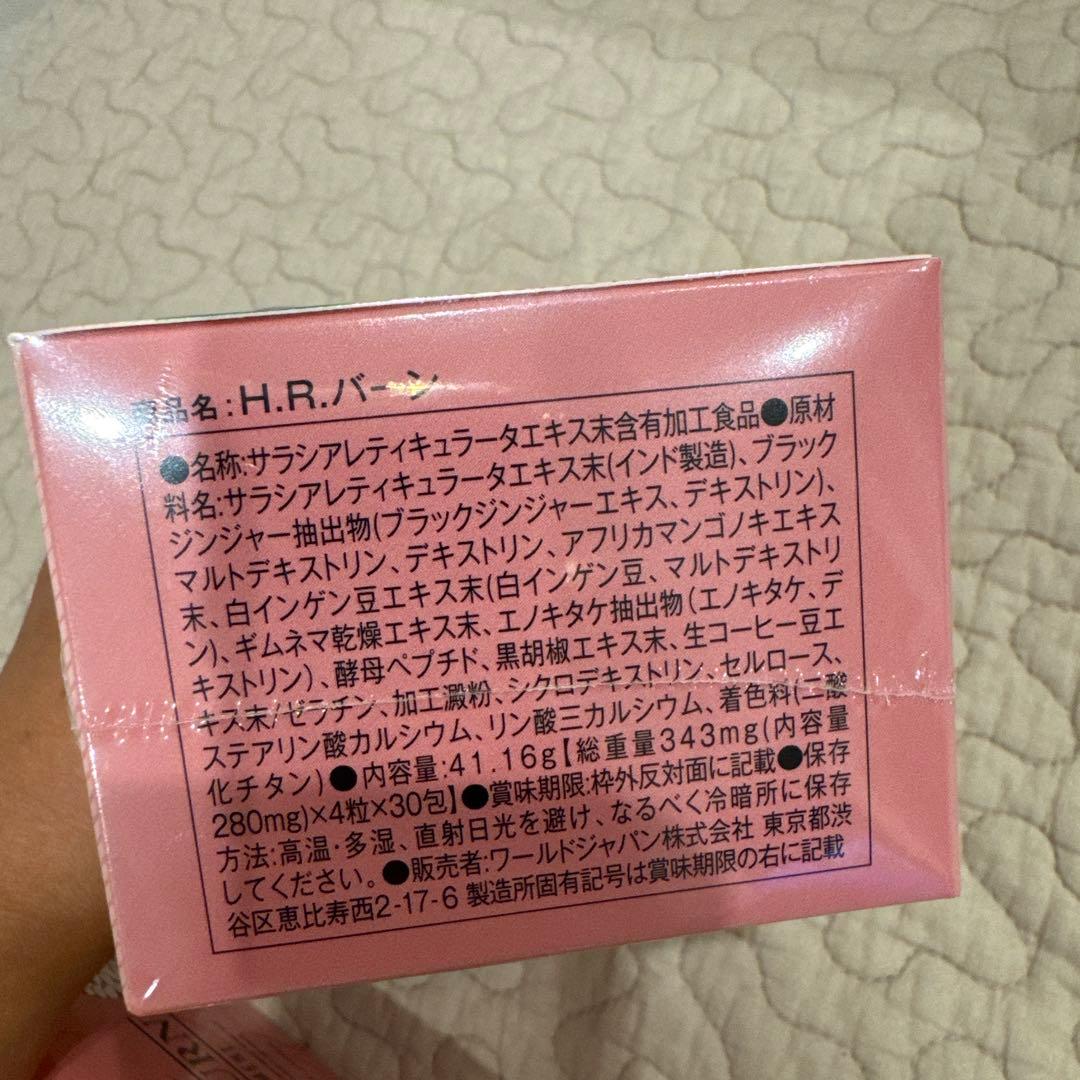 商品名:H.R.バーン
●名称:サラシアレティキュラータエキス末含有加工食品●原材
料名:サラシアレティキュラータエキス末(インド製造)、ブラック
ジンジャー抽出物(ブラックジンジャーエキス、デキストリン)、
マルトデキストリン、デキストリン、アフリカマンゴノキエキス
末、白インゲン豆エキス末(白インゲン豆、マルトデキストリ
ン)、ギムネマ乾燥エキス末、エノキタケ抽出物(エノキタケ、デ
キストリン)、酵母ペプチド、黒胡椒エキス末、生コーヒー豆エ
キス末/ゼラチン、加工澱粉、シクロデキストリン、セルロース、
ステアリン酸カルシウム、リン酸三カルシウム、着色料(二酸
化チタン)●内容量:41.16g【総重量343mg(内容量
280mg)×4粒×30包】●賞味期限:枠外反対面に記載●保存
方法:高温・多湿、直射日光を避け、なるべく冷暗所に保存
してください。●販売者:ワールドジャパン株式会社 東京都渋
谷区恵比寿西2-17-6 製造所固有記号は賞味期限の右に記載